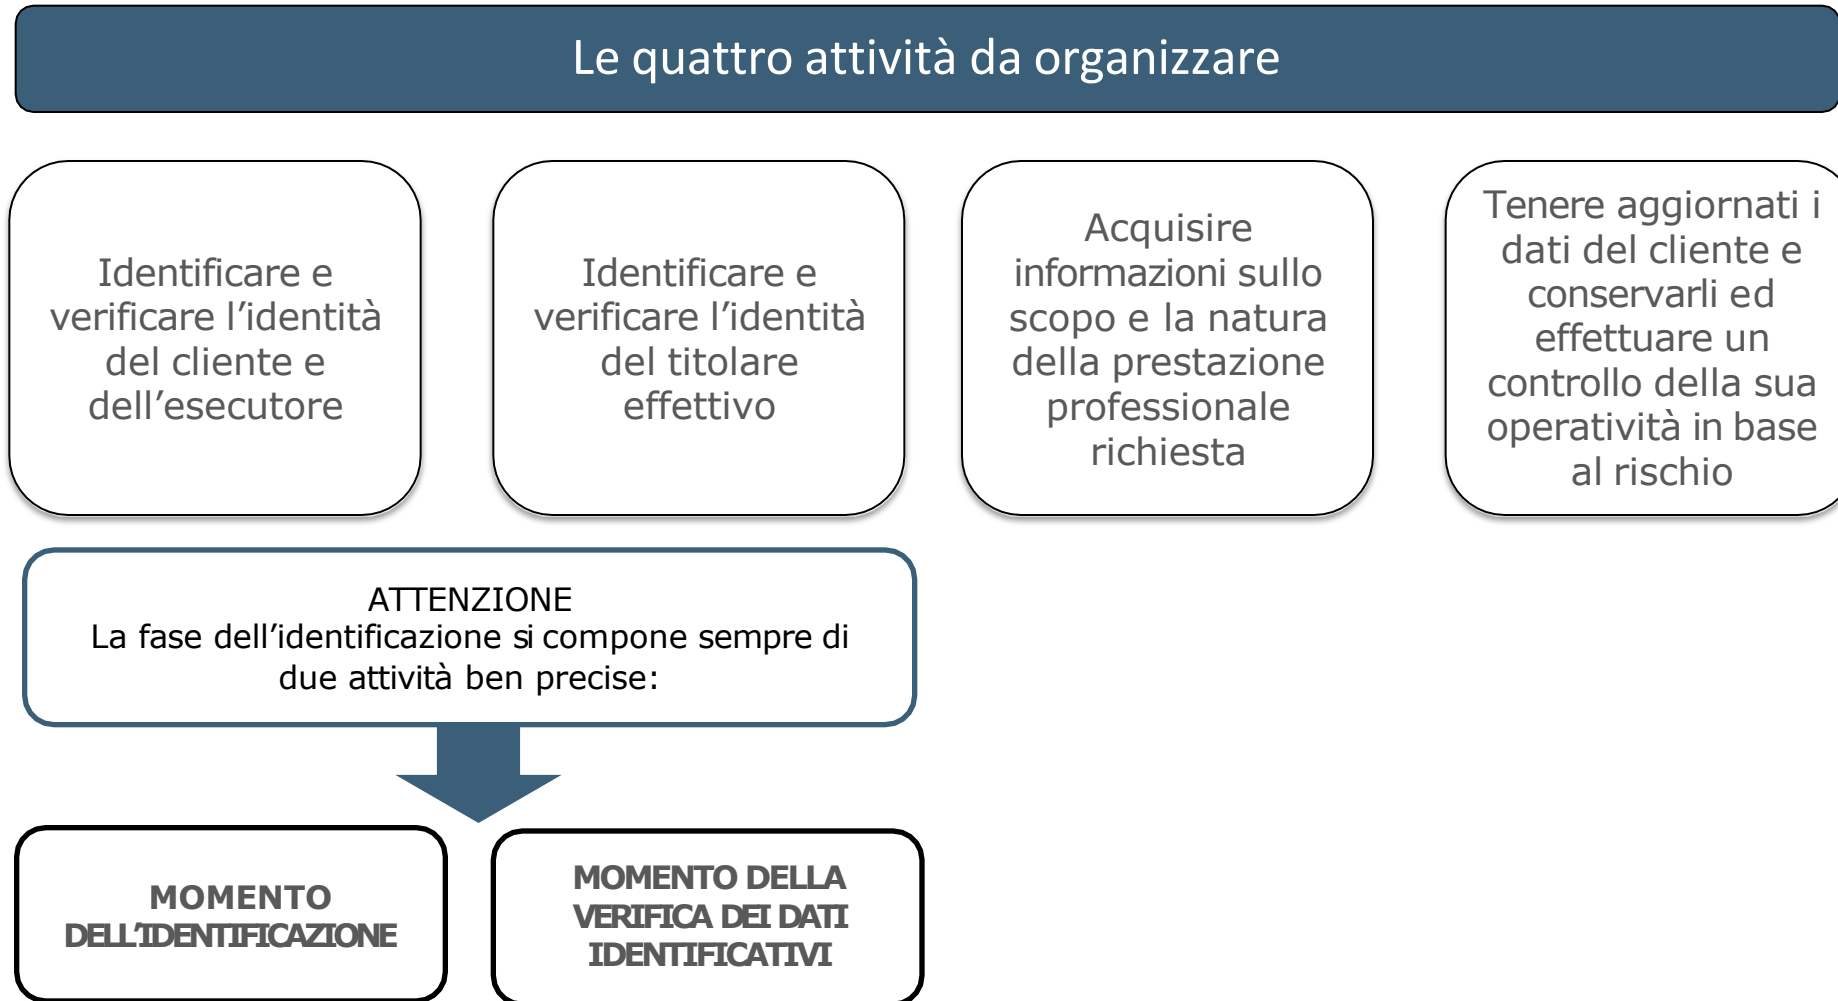 Le quattro attività da organizzare
Identificare e
verificare l’identità
del cliente e
dell’esecutore
Identificare e
verificare l’identità
del titolare
effettivo
Acquisire
informazioni sullo
scopo e la natura
della prestazione
professionale
richiesta
Tenere aggiornati i
dati del cliente e
conservarli ed
effettuare un
controllo della sua
operatività in base
al rischio
ATTENZIONE
La fase dell’identificazione si compone sempre di
due attività ben precise:
MOMENTO
DELL’IDENTIFICAZIONE
MOMENTO DELLA
VERIFICA DEI DATI
IDENTIFICATIVI